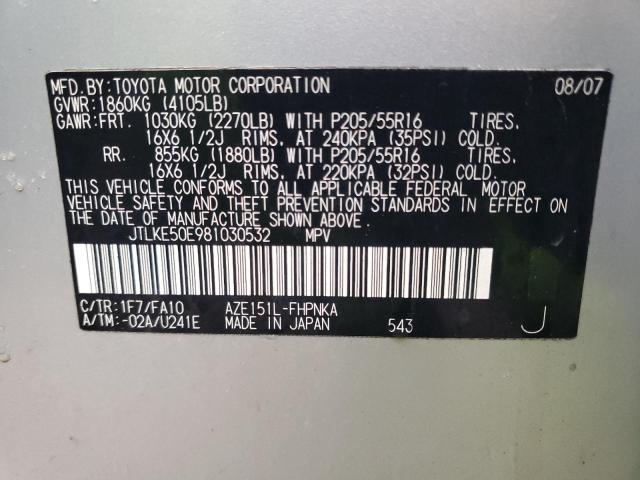 MFD.BY:TOYOTA MOTOR CORPORATION 08/07
GVWR:1860KG (4105LB)
GAWR:FRT. 1030KG (2270LB) WITH P205/55R16 TIRES.
16X6 1/2J RIMS. AT 240KPA (35PSI) COLD.
RR. 855KG (1880LB) WITH P205/55R16 TIRES.
16X6 1/2J RIMS. AT 220KPA (32PSI) COLD.
THIS VEHICLE CONFORMS TO ALL APPLICABLE FEDERAL MOTOR
VEHICLE SAFETY AND THEFT PREVENTION STANDARDS IN EFFECT ON
THE DATE OF MANUFACTURE SHOWN ABOVE.
JTLKE50E981030532 MPV
C/TR:1F7/FA10 AZE151L-FHPNKA
A/TM:-02A/U241E MADE IN JAPAN 543 J